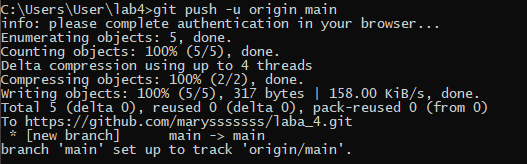 C:\Users\User\lab4>git push -u origin main
info: please complete authentication in your browser...
Enumerating objects: 5, done.
Counting objects: 100% (5/5), done.
Delta compression using up to 4 threads
Compressing objects: 100% (2/2), done.
Writing objects: 100% (5/5), 317 bytes | 158.00 KiB/s, done.
Total 5 (delta 0), reused 0 (delta 0), pack-reused 0 (from 0)
To https://github.com/marysssssss/laba_4.git
 * [new branch]      main -> main
branch 'main' set up to track 'origin/main'.